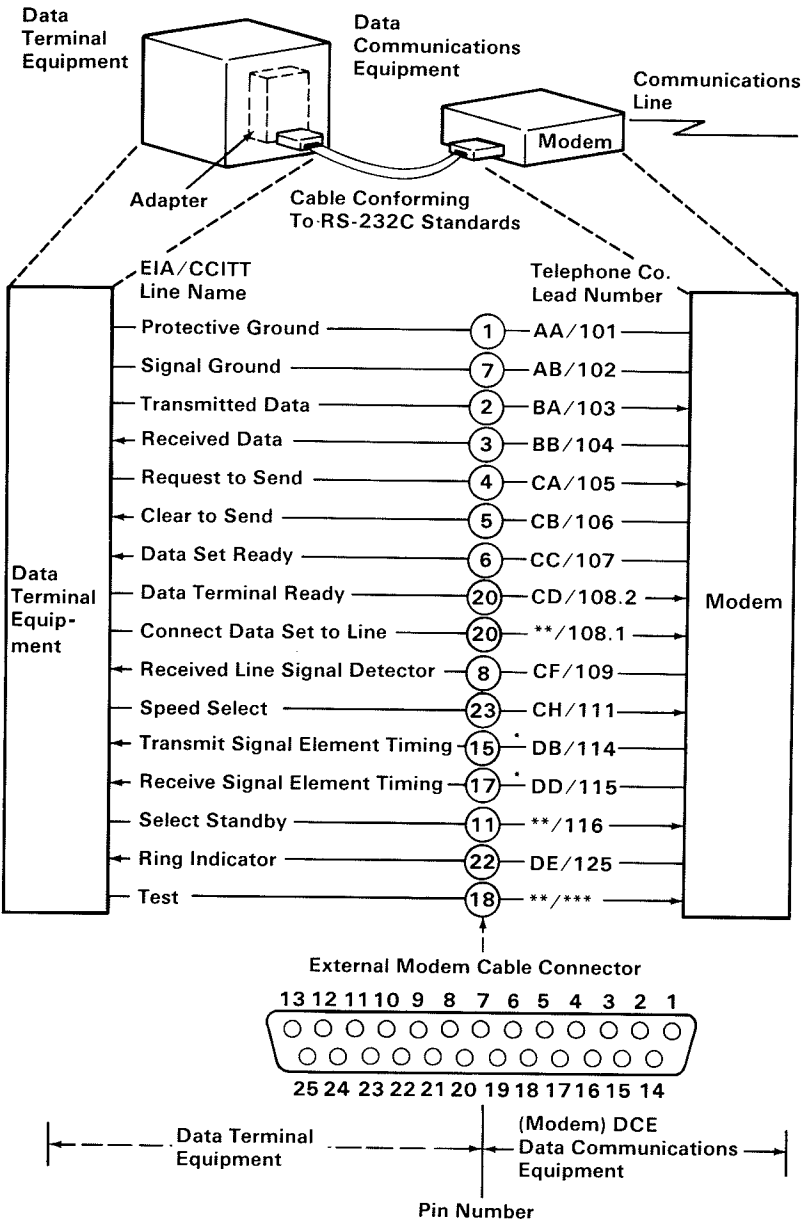 Data
Terminal
Equipment
Data
Communications
Equipment
Communications
Line
Modem
Adapter
Cable Conforming
To RS-232C Standards
EIA/CCITT
Line Name
Telephone Co.
Lead Number
Protective Ground 1 AA/101
Signal Ground 7 AB/102
Transmitted Data 2 BA/103
Received Data 3 BB/104
Request to Send 4 CA/105
Clear to Send 5 CB/106
Data Set Ready 6 CC/107
Data Terminal Ready 20 CD/108.2
Connect Data Set to Line 20 **/108.1
Received Line Signal Detector 8 CF/109
Speed Select 23 CH/111
Transmit Signal Element Timing 15 * DB/114
Receive Signal Element Timing 17 * DD/115
Select Standby 11 **/116
Ring Indicator 22 DE/125
Test 18 **/***
Data
Terminal
Equip-
ment
Modem
External Modem Cable Connector
13 12 11 10 9 8 7 6 5 4 3 2 1
25 24 23 22 21 20 19 18 17 16 15 14
Data Terminal
Equipment
(Modem) DCE
Data Communications
Equipment
Pin Number